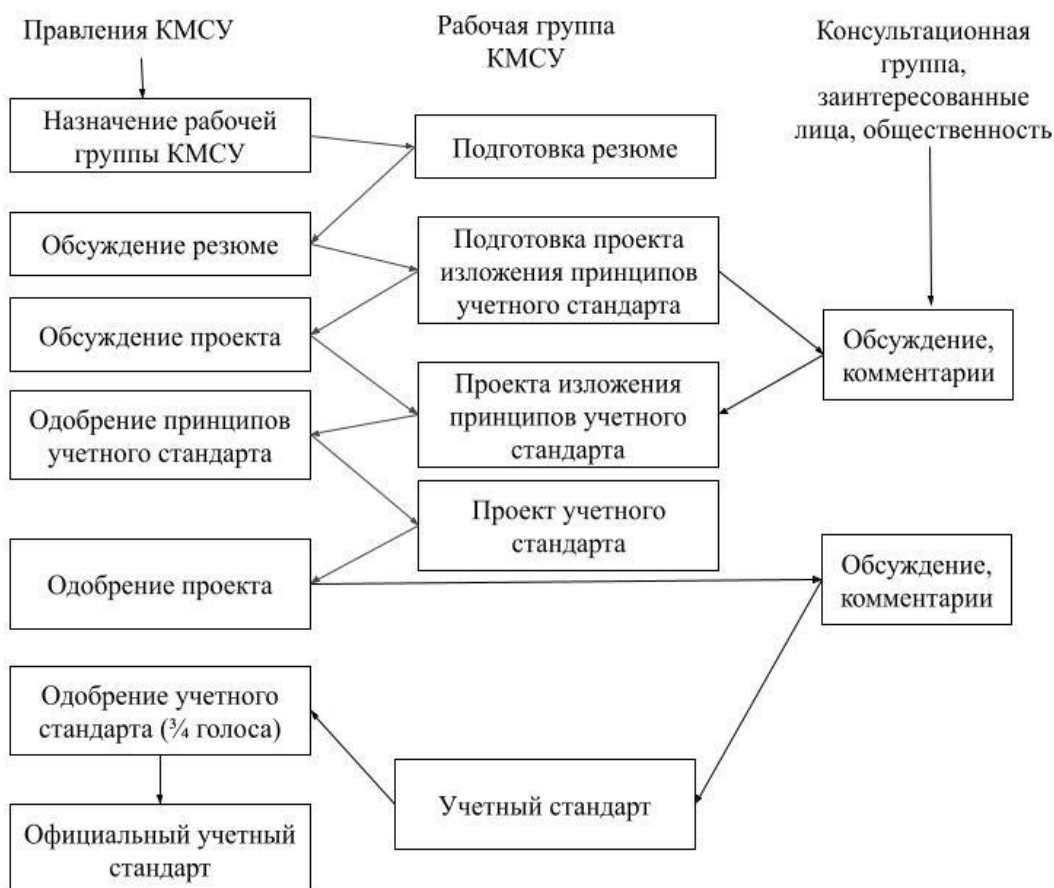 Правления КМСУ
Рабочая группа
КМСУ
Консультационная
группа,
заинтересованные
лица, общественность
Назначение рабочей
группы КМСУ
Подготовка резюме
Обсуждение резюме
Подготовка проекта
изложения принципов
учетного стандарта
Обсуждение проекта
Обсуждение,
комментарии
Проекта изложения
принципов учетного
стандарта
Одобрение принципов
учетного стандарта
Проект учетного
стандарта
Одобрение проекта
Обсуждение,
комментарии
Одобрение учетного
стандарта (¾ голоса)
Учетный стандарт
Официальный учетный
стандарт